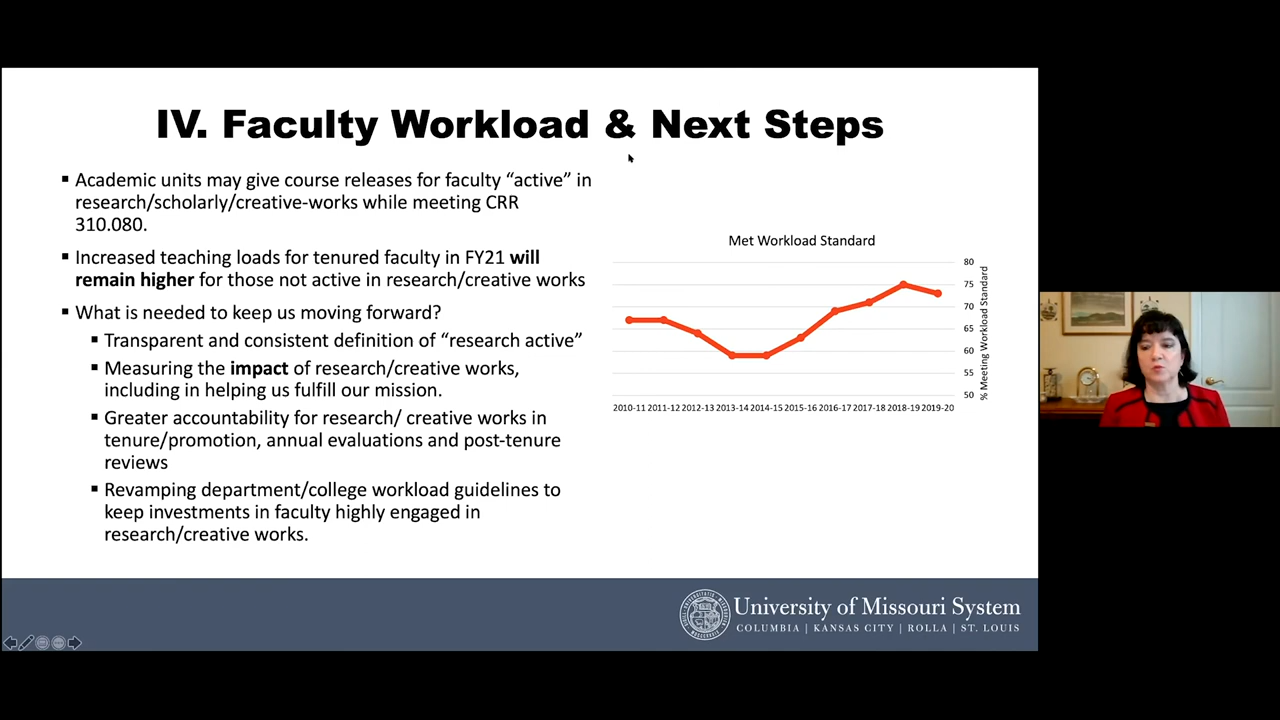 IV. Faculty Workload & Next Steps
▪ Academic units may give course releases for faculty “active” in
research/scholarly/creative-works while meeting CRR
310.080.
▪ Increased teaching loads for tenured faculty in FY21 will
remain higher for those not active in research/creative works
▪ What is needed to keep us moving forward?
▪ Transparent and consistent definition of “research active”
▪ Measuring the impact of research/creative works,
including in helping us fulfill our mission.
▪ Greater accountability for research/ creative works in
tenure/promotion, annual evaluations and post-tenure
reviews
▪ Revamping department/college workload guidelines to
keep investments in faculty highly engaged in
research/creative works.
Met Workload Standard
80
75
70
65
60
55
50
% Meeting Workload Standard
2010-11 2011-12 2012-13 2013-14 2014-15 2015-16 2016-17 2017-18 2018-19 2019-20
University of Missouri System
COLUMBIA | KANSAS CITY | ROLLA | ST. LOUIS